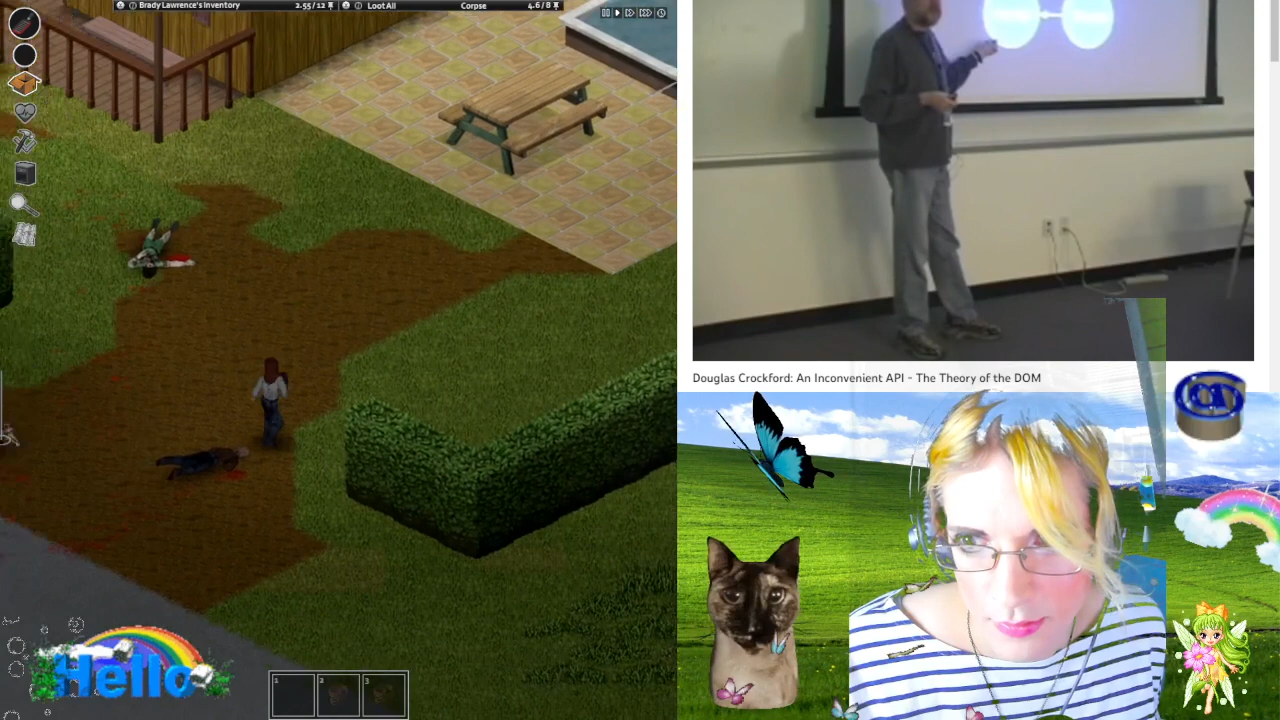 Brady Lawrence's Inventory 2.55 / 12 Loot All Corpse 4.6 / 8
Douglas Crockford: An Inconvenient API - The Theory of the DOM
@
Hello
1 2 3